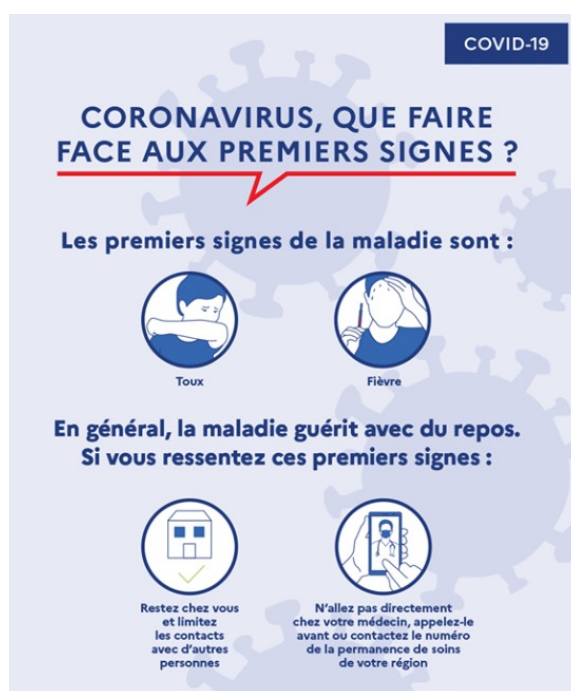 COVID-19
CORONAVIRUS, QUE FAIRE
FACE AUX PREMIERS SIGNES ?
Les premiers signes de la maladie sont :
Toux
Fièvre
En général, la maladie guérit avec du repos.
Si vous ressentez ces premiers signes :
Restez chez vous
et limitez
les contacts
avec d'autres
personnes
N'allez pas directement
chez votre médecin, appelez-le
avant ou contactez le numéro
de la permanence de soins
de votre région